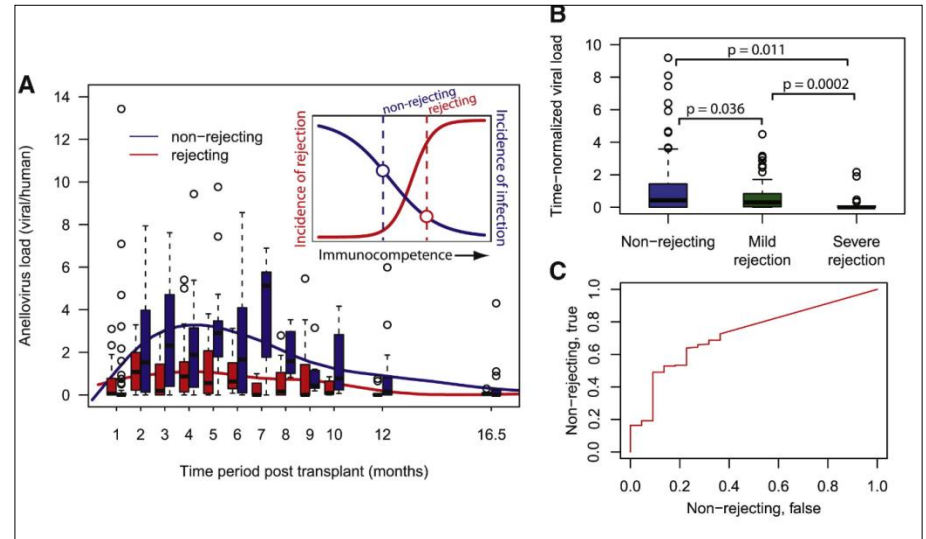 A
Anellovirus load (viral/human)
14
12
10
8
6
4
2
0
non−rejecting
rejecting
Incidence of rejection
non-rejecting
rejecting
Incidence of infection
Immunocompetence
1 2 3 4 5 6 7 8 9 10 12 16.5
Time period post transplant (months)
B
Time−normalized viral load
10
8
6
4
2
0
p = 0.011
p = 0.0002
p = 0.036
Non−rejecting
Mild
rejection
Severe
rejection
C
Non−rejecting, true
1.0
0.8
0.6
0.4
0.2
0.0
0.0 0.2 0.4 0.6 0.8 1.0
Non−rejecting, false